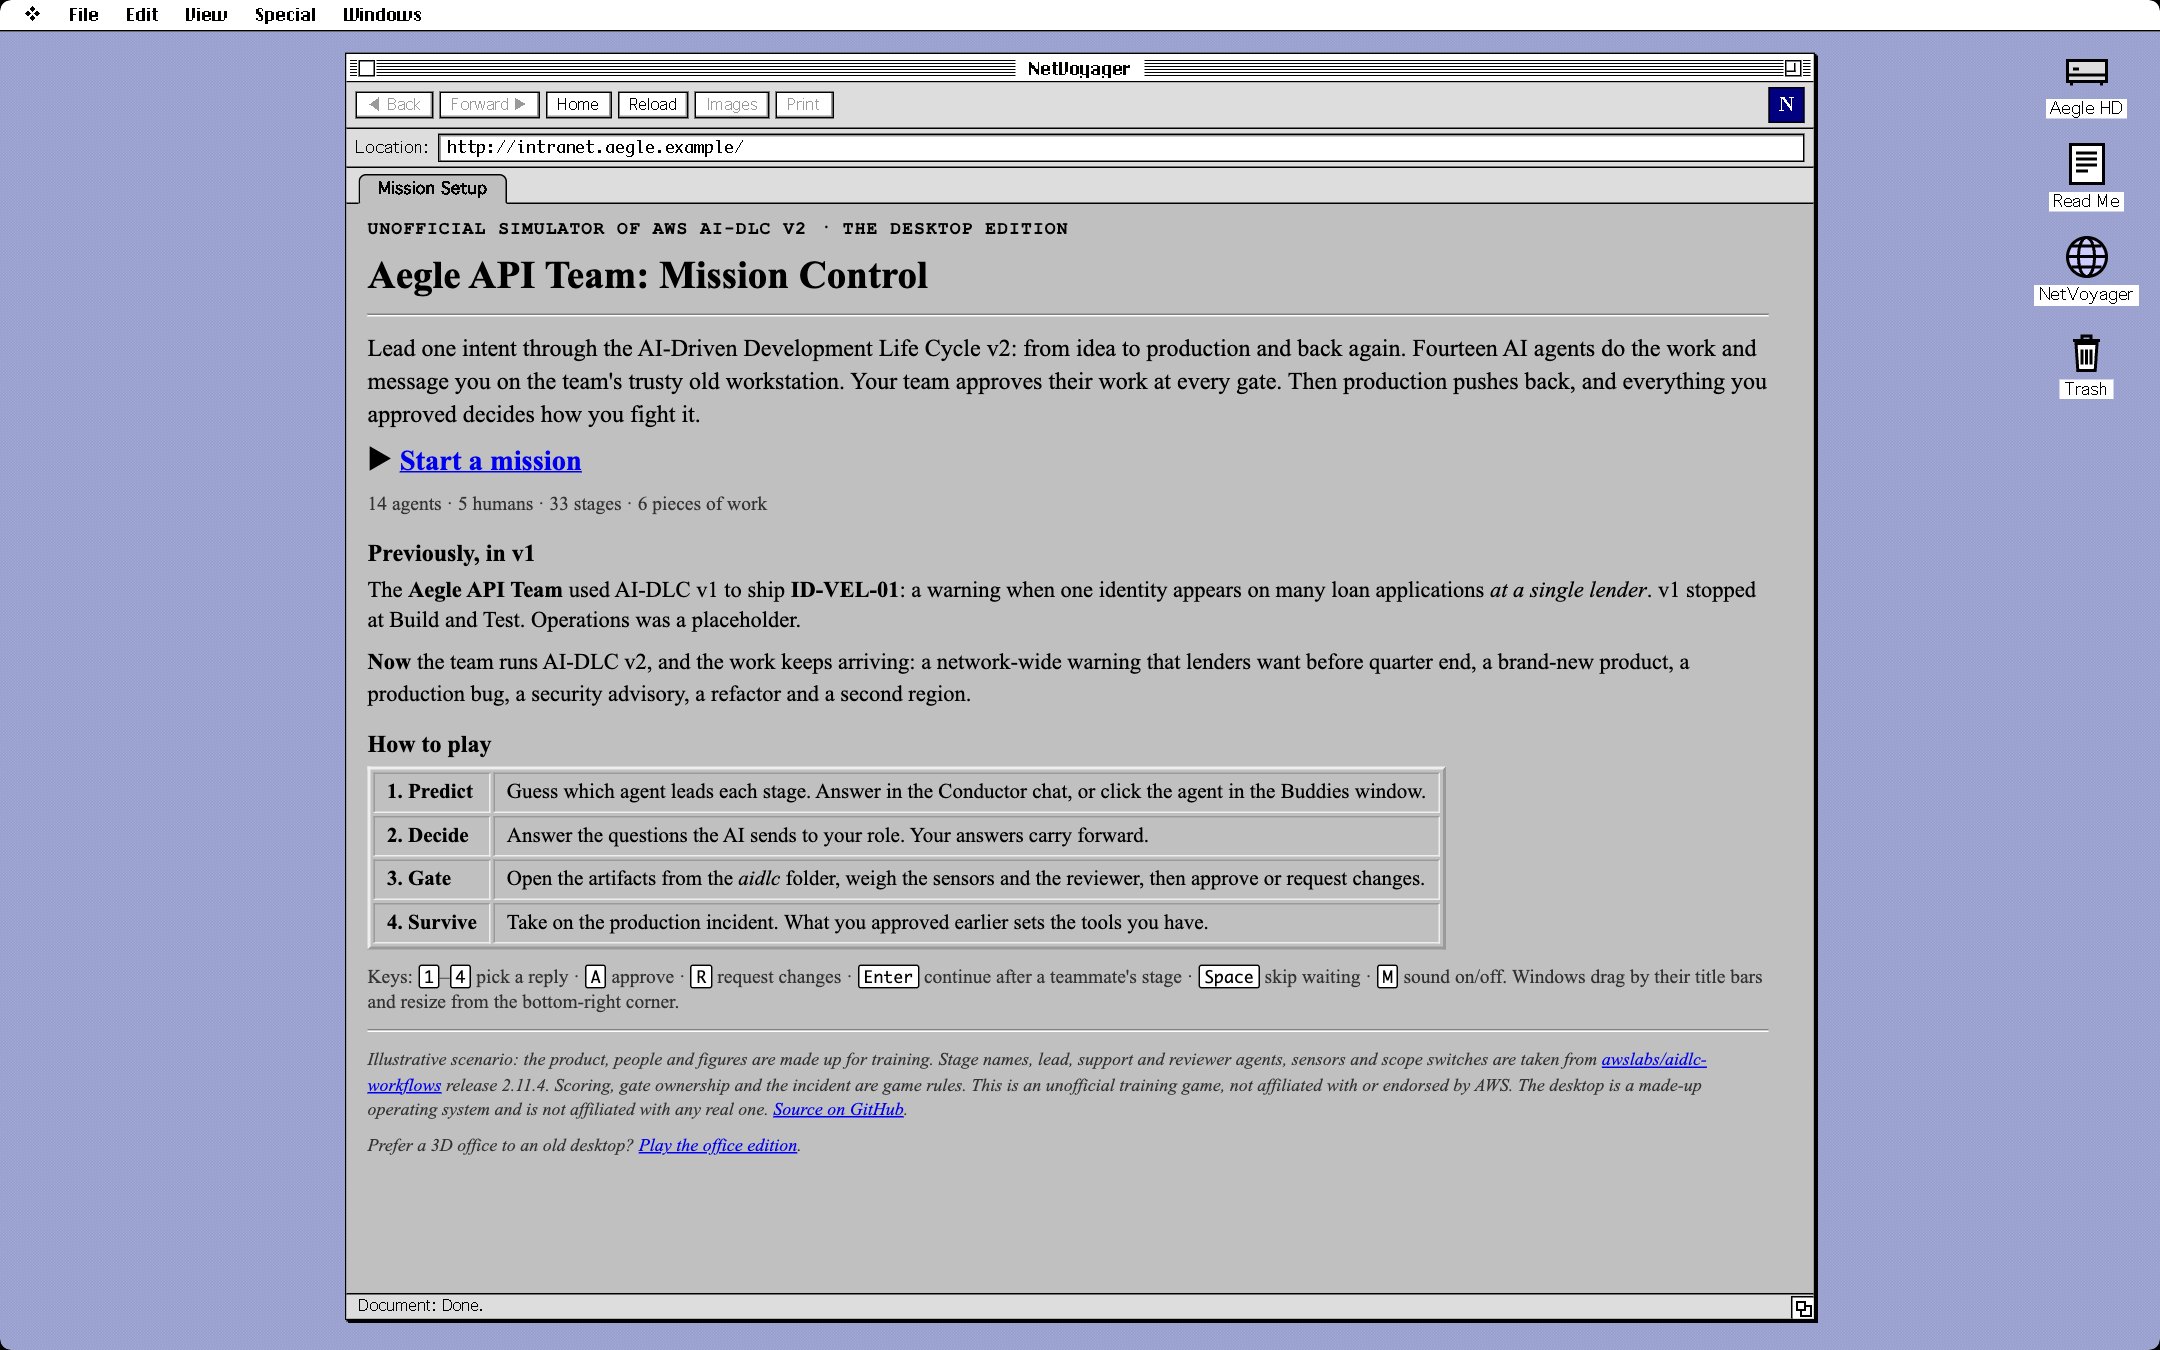 File Edit View Special Windows
NetVoyager
Back Forward Home Reload Images Print N
Location: http://intranet.aegle.example/
Mission Setup
UNOFFICIAL SIMULATOR OF AWS AI-DLC V2 · THE DESKTOP EDITION
Aegle API Team: Mission Control
Lead one intent through the AI-Driven Development Life Cycle v2: from idea to production and back again. Fourteen AI agents do the work and
message you on the team's trusty old workstation. Your team approves their work at every gate. Then production pushes back, and everything you
approved decides how you fight it.
Start a mission
14 agents · 5 humans · 33 stages · 6 pieces of work
Previously, in v1
The Aegle API Team used AI-DLC v1 to ship ID-VEL-01: a warning when one identity appears on many loan applications at a single lender. v1 stopped
at Build and Test. Operations was a placeholder.
Now the team runs AI-DLC v2, and the work keeps arriving: a network-wide warning that lenders want before quarter end, a brand-new product, a
production bug, a security advisory, a refactor and a second region.
How to play
1. Predict Guess which agent leads each stage. Answer in the Conductor chat, or click the agent in the Buddies window.
2. Decide Answer the questions the AI sends to your role. Your answers carry forward.
3. Gate Open the artifacts from the aidlc folder, weigh the sensors and the reviewer, then approve or request changes.
4. Survive Take on the production incident. What you approved earlier sets the tools you have.
Keys: 1–4 pick a reply · A approve · R request changes · Enter continue after a teammate's stage · Space skip waiting · M sound on/off. Windows drag by their title bars
and resize from the bottom-right corner.
Illustrative scenario: the product, people and figures are made up for training. Stage names, lead, support and reviewer agents, sensors and scope switches are taken from awslabs/aidlc-
workflows release 2.11.4. Scoring, gate ownership and the incident are game rules. This is an unofficial training game, not affiliated with or endorsed by AWS. The desktop is a made-up
operating system and is not affiliated with any real one. Source on GitHub.
Prefer a 3D office to an old desktop? Play the office edition.
Document: Done.
Aegle HD
Read Me
NetVoyager
Trash